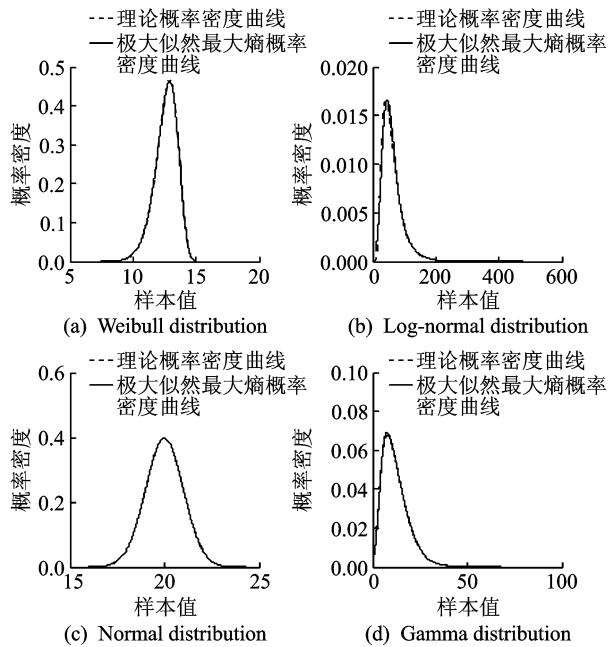 理论概率密度曲线
极大似然最大熵概率
密度曲线
概率密度
0.5
0.4
0.3
0.2
0.1
0.0
5
10
15
20
样本值
(a) Weibull distribution
理论概率密度曲线
极大似然最大熵概率
密度曲线
概率密度
0.020
0.015
0.010
0.005
0.000
0
200
400
600
样本值
(b) Log-normal distribution
理论概率密度曲线
极大似然最大熵概率
密度曲线
概率密度
0.6
0.4
0.2
0.0
15
20
25
样本值
(c) Normal distribution
理论概率密度曲线
极大似然最大熵概率
密度曲线
概率密度
0.10
0.08
0.06
0.04
0.02
0.00
0
50
100
样本值
(d) Gamma distribution